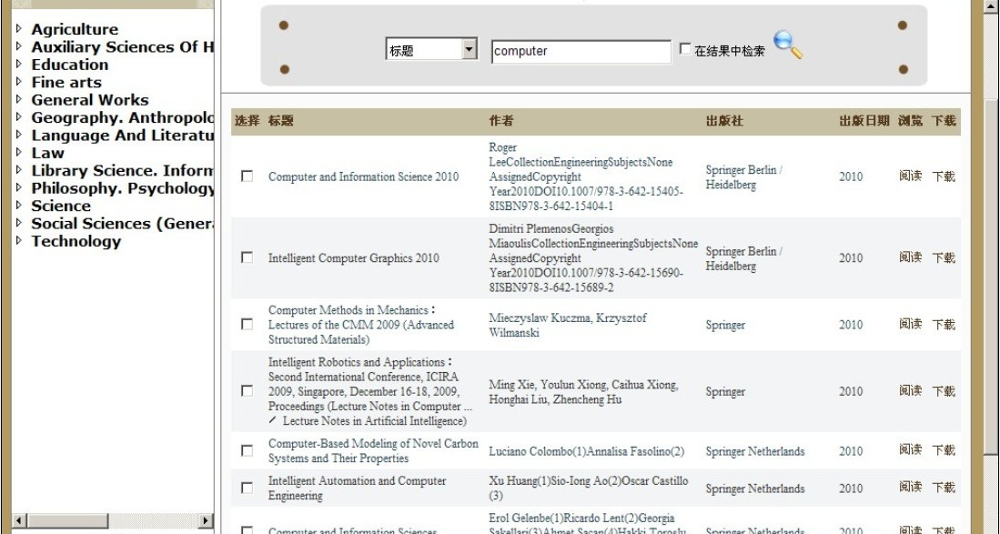 Agriculture
Auxiliary Sciences Of H
Education
Fine arts
General Works
Geography. Anthropolo
Language And Literatu
Law
Library Science. Inform
Philosophy. Psychology
Science
Social Sciences (Genera
Technology
标题 computer 在结果中检索
选择 标题 作者 出版社 出版日期 浏览 下载
Computer and Information Science 2010
Roger
LeeCollectionEngineeringSubjectsNone
AssignedCopyright
Year2010DOI10.1007/978-3-642-15405-
8ISBN978-3-642-15404-1
Springer Berlin /
Heidelberg
2010 阅读 下载
Intelligent Computer Graphics 2010
Dimitri PlemenosGeorgios
MiaoulisCollectionEngineeringSubjectsNone
AssignedCopyright
Year2010DOI10.1007/978-3-642-15690-
8ISBN978-3-642-15689-2
Springer Berlin /
Heidelberg
2010 阅读 下载
Computer Methods in Mechanics：
Lectures of the CMM 2009 (Advanced
Structured Materials)
Mieczyslaw Kuczma, Krzysztof
Wilmanski
Springer
2010 阅读 下载
Intelligent Robotics and Applications：
Second International Conference, ICIRA
2009, Singapore, December 16-18, 2009,
Proceedings (Lecture Notes in Computer ...
／ Lecture Notes in Artificial Intelligence)
Ming Xie, Youlun Xiong, Caihua Xiong,
Honghai Liu, Zhencheng Hu
Springer
2010 阅读 下载
Computer-Based Modeling of Novel Carbon
Systems and Their Properties
Luciano Colombo(1)Annalisa Fasolino(2)
Springer Netherlands
2010 阅读 下载
Intelligent Automation and Computer
Engineering
Xu Huang(1)Sio-Iong Ao(2)Oscar Castillo
(3)
Springer Netherlands
2010 阅读 下载
Computer and Information Sciences
Erol Gelenbe(1)Ricardo Lent(2)Georgia
Sakellari(3)Ahmet Sacan(4)Hakki Toroslu
Springer Netherlands
2010 阅读 下载